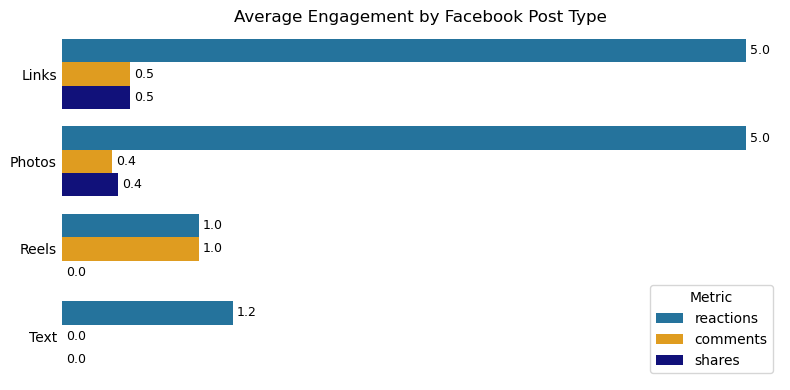 Average Engagement by Facebook Post Type
Links
5.0
0.5
0.5
Photos
5.0
0.4
0.4
Reels
1.0
1.0
0.0
Text
1.2
0.0
0.0
Metric
reactions
comments
shares